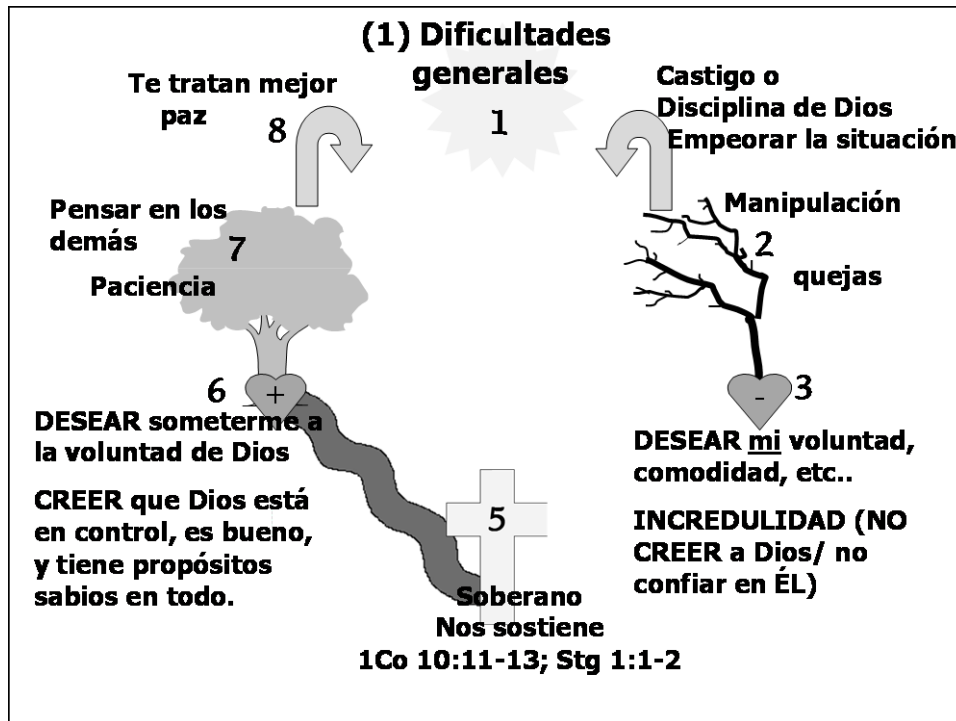 (1) Dificultades
generales
1
Te tratan mejor
paz
8
Castigo o
Disciplina de Dios
Empeorar la situación
Pensar en los
demás
7
Paciencia
Manipulación
2
quejas
6
+
DESEAR someterme a
la voluntad de Dios
CREER que Dios está
en control, es bueno,
y tiene propósitos
sabios en todo.
3
-
DESEAR mi voluntad,
comodidad, etc..
INCREDULIDAD (NO
CREER a Dios/ no
confiar en ÉL)
5
Soberano
Nos sostiene
1Co 10:11-13; Stg 1:1-2